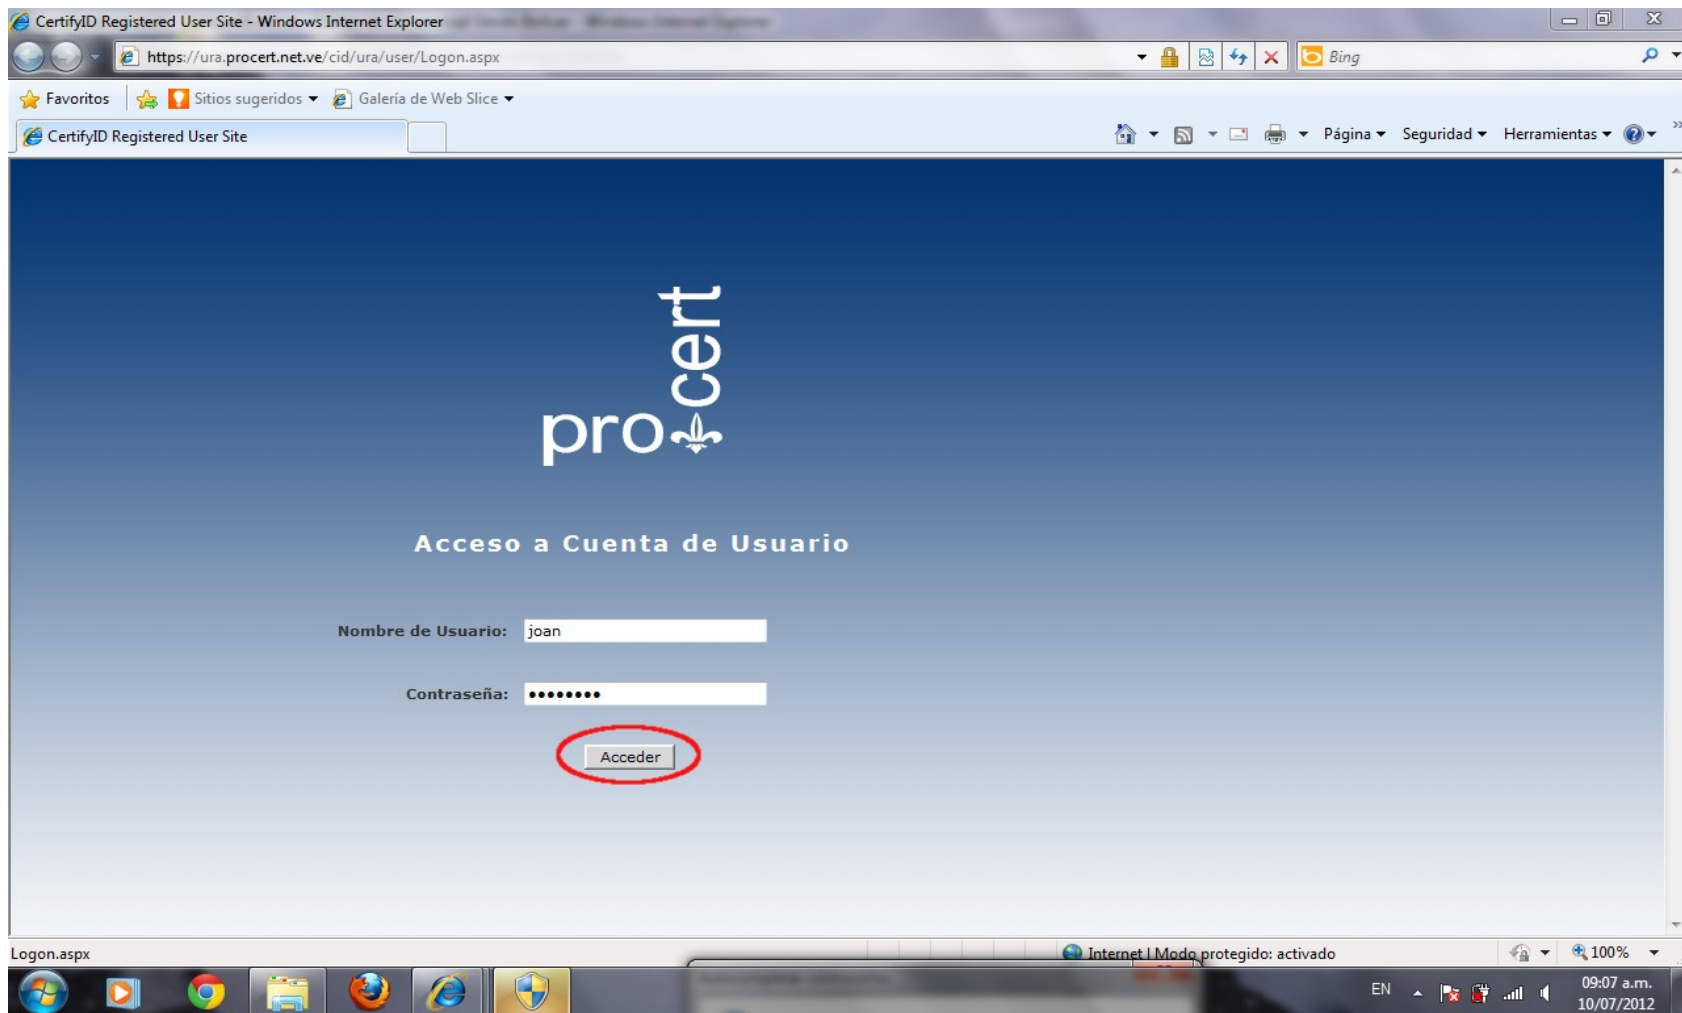 CertifyID Registered User Site - Windows Internet Explorer
https://ura.procert.net.ve/cid/ura/user/Logon.aspx
Bing
Favoritos
Sitios sugeridos
Galería de Web Slice
CertifyID Registered User Site
Página
Seguridad
Herramientas
»
pro
cert
Acceso a Cuenta de Usuario
Nombre de Usuario: joan
Contraseña: ••••••••
Acceder
Logon.aspx
Internet | Modo protegido: activado
100%
EN
09:07 a.m.
10/07/2012